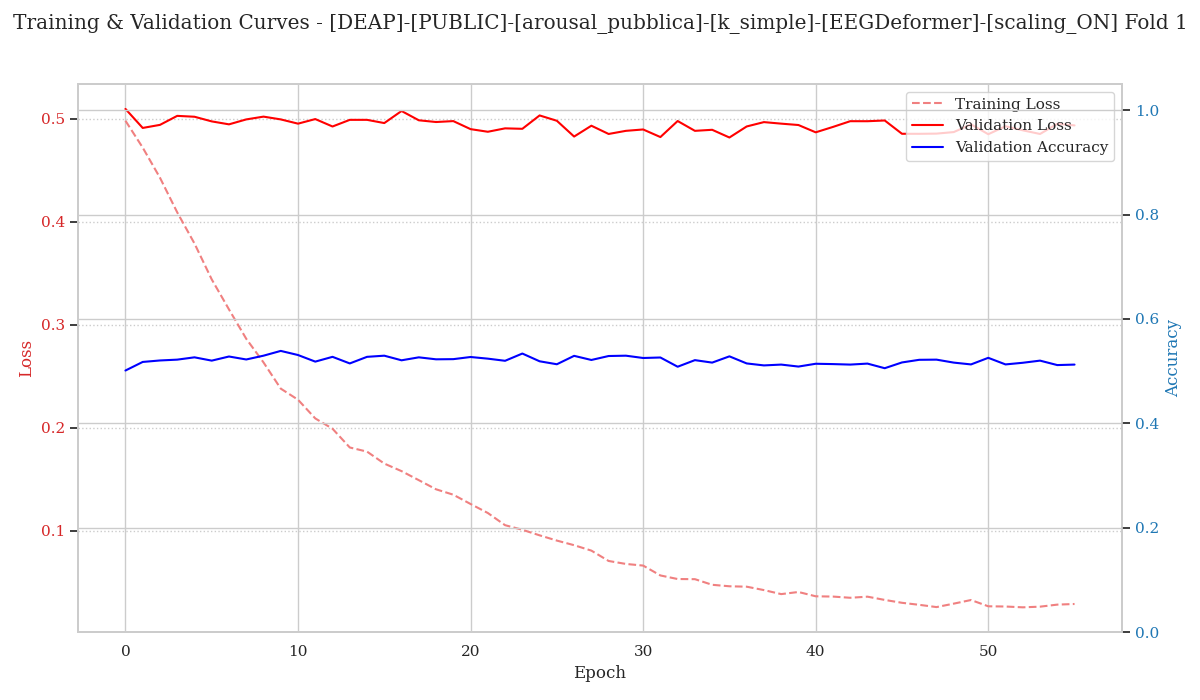 Training & Validation Curves - [DEAP]-[PUBLIC]-[arousal_pubblica]-[k_simple]-[EEGDeformer]-[scaling_ON] Fold 1
Training Loss
Validation Loss
Validation Accuracy
0.5
0.4
0.3
0.2
0.1
Loss
1.0
0.8
0.6
0.4
0.2
0.0
Accuracy
0 10 20 30 40 50
Epoch